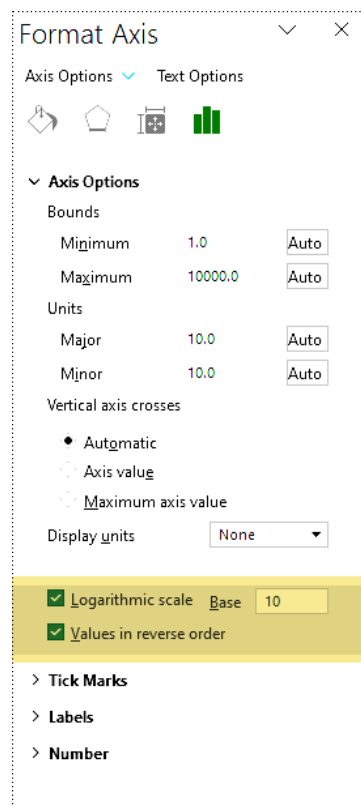 Format Axis
Axis Options Text Options
Axis Options
Bounds
Minimum 1.0 Auto
Maximum 10000.0 Auto
Units
Major 10.0 Auto
Minor 10.0 Auto
Vertical axis crosses
Automatic
Axis value
Maximum axis value
Display units None
Logarithmic scale Base 10
Values in reverse order
Tick Marks
Labels
Number